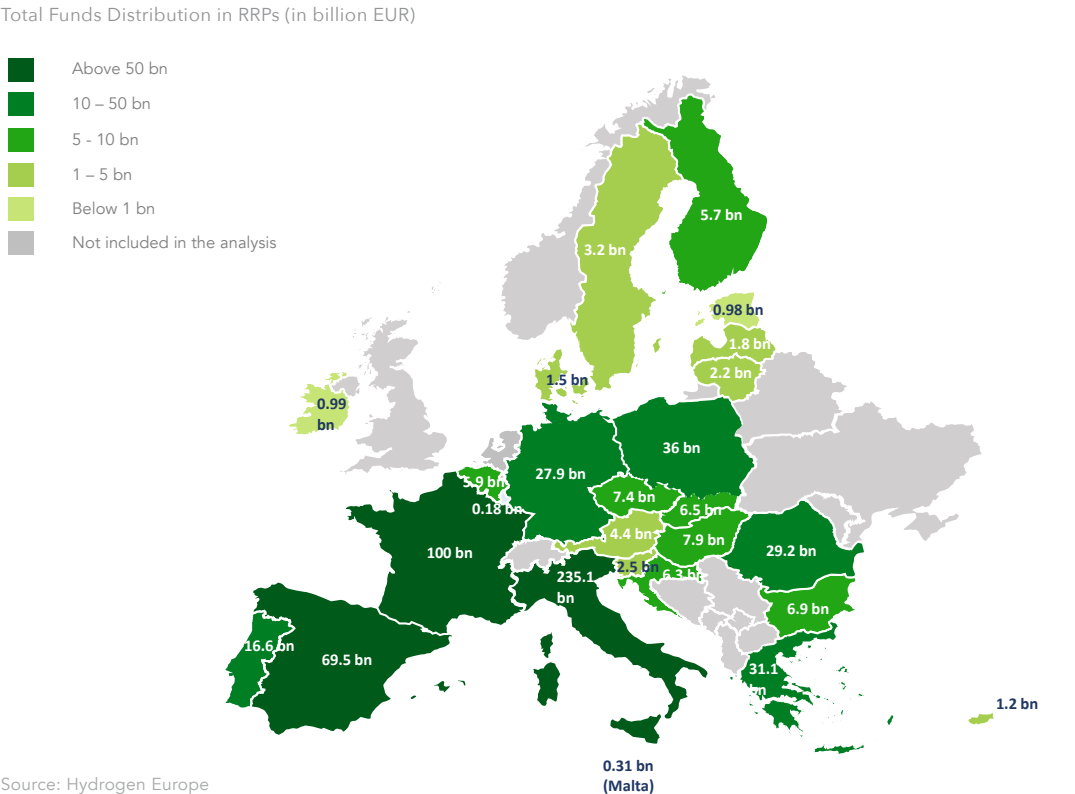 Total Funds Distribution in RRPs (in billion EUR)
Above 50 bn
10 – 50 bn
5 - 10 bn
1 – 5 bn
Below 1 bn
Not included in the analysis
5.7 bn
3.2 bn
0.98 bn
1.8 bn
2.2 bn
1.5 bn
0.99
bn
36 bn
27.9 bn
5.9 bn
7.4 bn
0.18 bn
6.5 bn
4.4 bn
7.9 bn
100 bn
29.2 bn
2.5 bn
235.1
bn
6.3 bn
6.9 bn
16.6 bn
69.5 bn
31.1
bn
1.2 bn
0.31 bn
(Malta)
Source: Hydrogen Europe